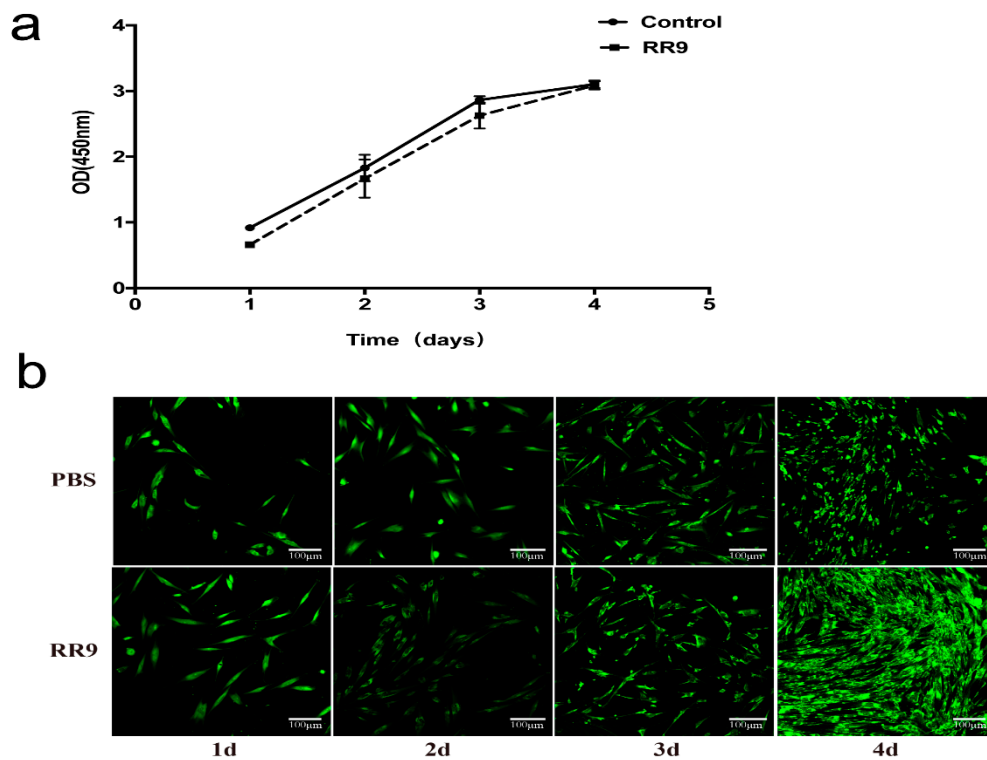 a
Control
RR9
4
3
2
1
0
OD(450nm)
0 1 2 3 4 5
Time (days)
b
PBS
100μm 100μm 100μm 100μm
RR9
100μm 100μm 100μm 100μm
1d 2d 3d 4d